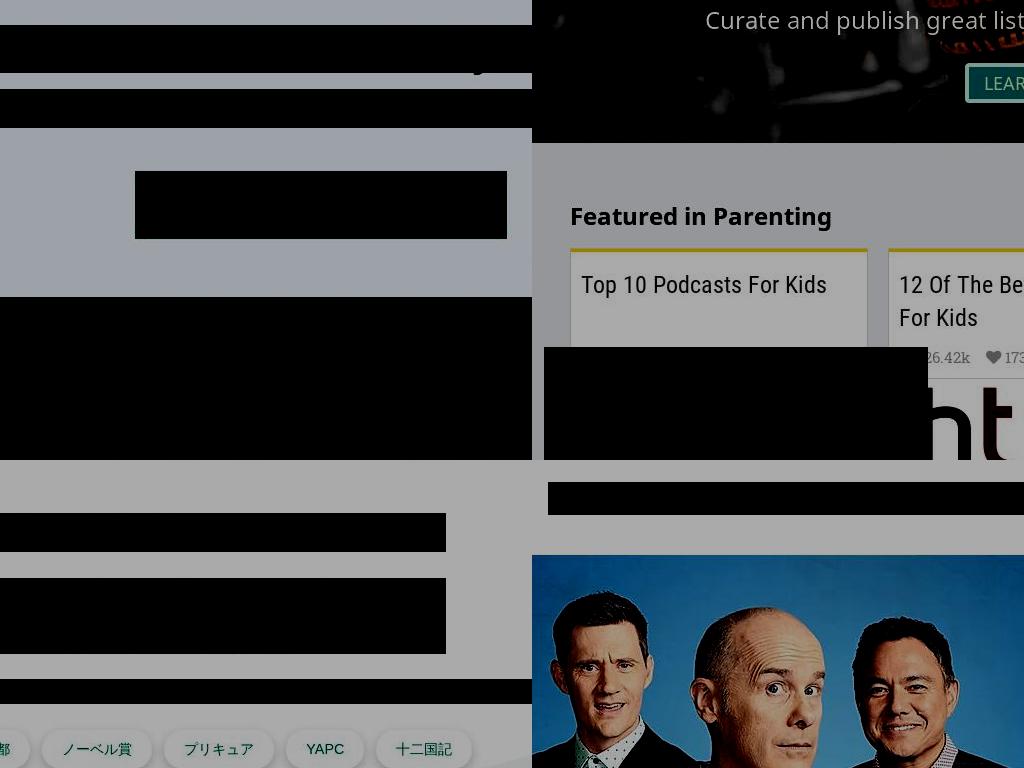 Curate and publish great list
LEAR
Featured in Parenting
Top 10 Podcasts For Kids
12 Of The Be
For Kids
26.42k
173
ht
都
ノーベル賞
プリキュア
YAPC
十二国記